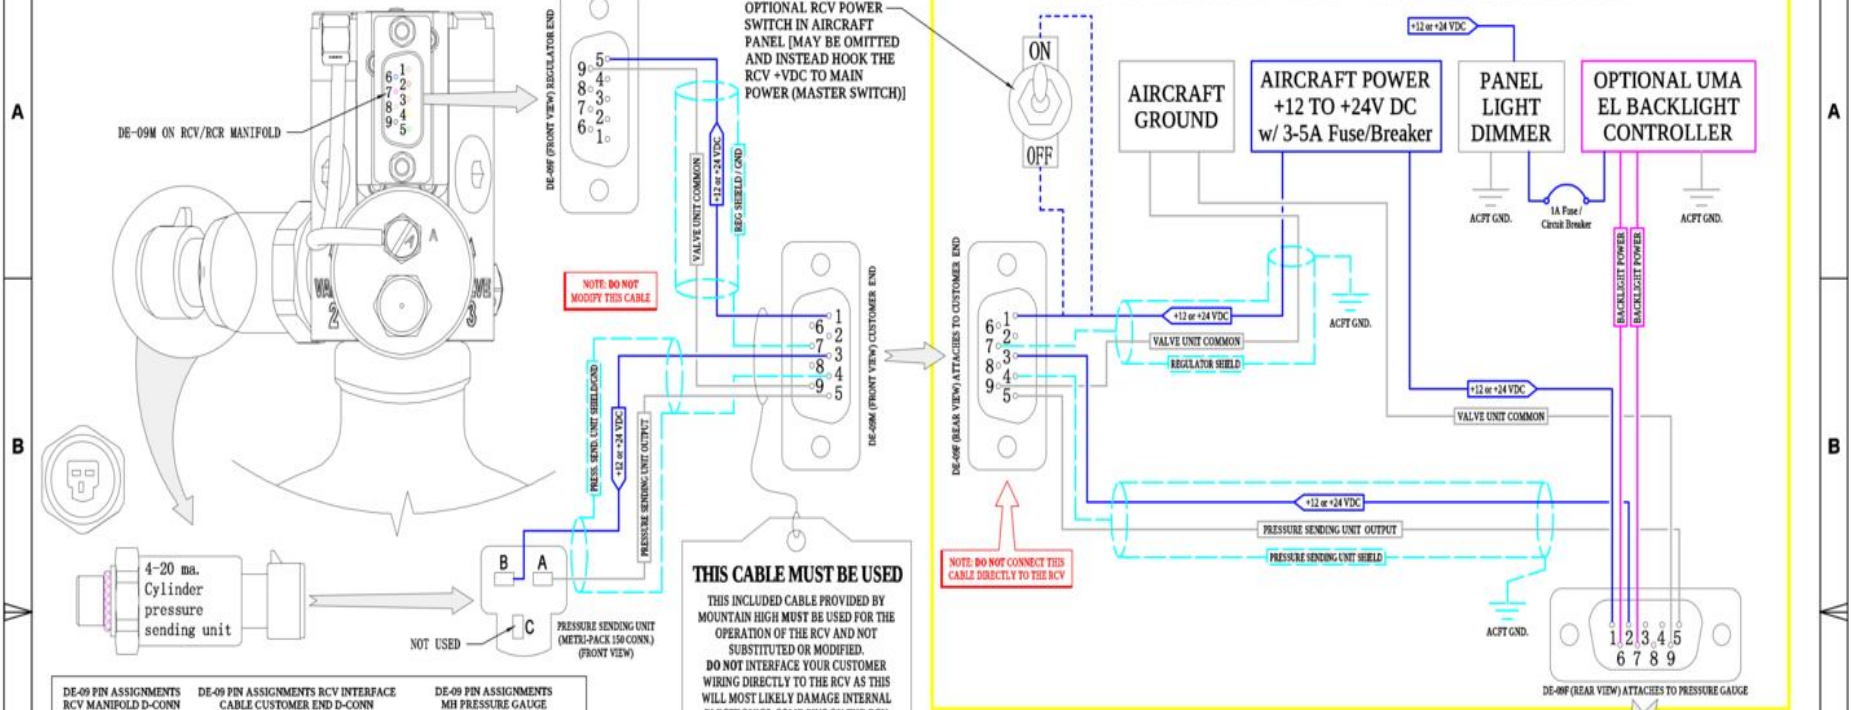 OPTIONAL RCV POWER
SWITCH IN AIRCRAFT
PANEL [MAY BE OMITTED
AND INSTEAD HOOK THE
RCV +VDC TO MAIN
POWER (MASTER SWITCH)]
A
A
B
B
DE-09M ON RCV/RCR MANIFOLD
1
6
2
7
3
8
4
9
5
DE-09F (FRONT VIEW) REGULATOR END
5
9
4
8
3
7
2
6
1
VALVE UNIT COMMON
+12 or +24 VDC
REG SHIELD / GND
NOTE: DO NOT
MODIFY THIS CABLE
2
3
A
DE-09M (FRONT VIEW) CUSTOMER END
1
6
2
7
3
8
4
9
5
PRESS. SEND. UNIT SHIELD/GND
+12 or +24 VDC
PRESSURE SENDING UNIT OUTPUT
4-20 ma.
Cylinder
pressure
sending unit
B
A
C
NOT USED
PRESSURE SENDING UNIT
(METRI-PACK 150 CONN.)
(FRONT VIEW)
THIS CABLE MUST BE USED
THIS INCLUDED CABLE PROVIDED BY
MOUNTAIN HIGH MUST BE USED FOR THE
OPERATION OF THE RCV AND NOT
SUBSTITUTED OR MODIFIED.
DO NOT INTERFACE YOUR CUSTOMER
WIRING DIRECTLY TO THE RCV AS THIS
WILL MOST LIKELY DAMAGE INTERNAL
DE-09 PIN ASSIGNMENTS
RCV MANIFOLD D-CONN
DE-09 PIN ASSIGNMENTS RCV INTERFACE
CABLE CUSTOMER END D-CONN
DE-09 PIN ASSIGNMENTS
MH PRESSURE GAUGE
ON
OFF
AIRCRAFT
GROUND
AIRCRAFT POWER
+12 TO +24V DC
w/ 3-5A Fuse/Breaker
+12 or +24 VDC
PANEL
LIGHT
DIMMER
OPTIONAL UMA
EL BACKLIGHT
CONTROLLER
ACFT GND.
1A Fuse /
Circuit Breaker
ACFT GND.
BACKLIGHT POWER
BACKLIGHT POWER
DE-09F (REAR VIEW) ATTACHES TO CUSTOMER END
1
6
2
7
3
8
4
9
5
+12 or +24 VDC
VALVE UNIT COMMON
REGULATOR SHIELD
ACFT GND.
+12 or +24 VDC
VALVE UNIT COMMON
+12 or +24 VDC
PRESSURE SENDING UNIT OUTPUT
PRESSURE SENDING UNIT SHIELD
NOTE: DO NOT CONNECT THIS
CABLE DIRECTLY TO THE RCV
ACFT GND.
1 2 3 4 5
6 7 8 9
DE-09F (REAR VIEW) ATTACHES TO PRESSURE GAUGE